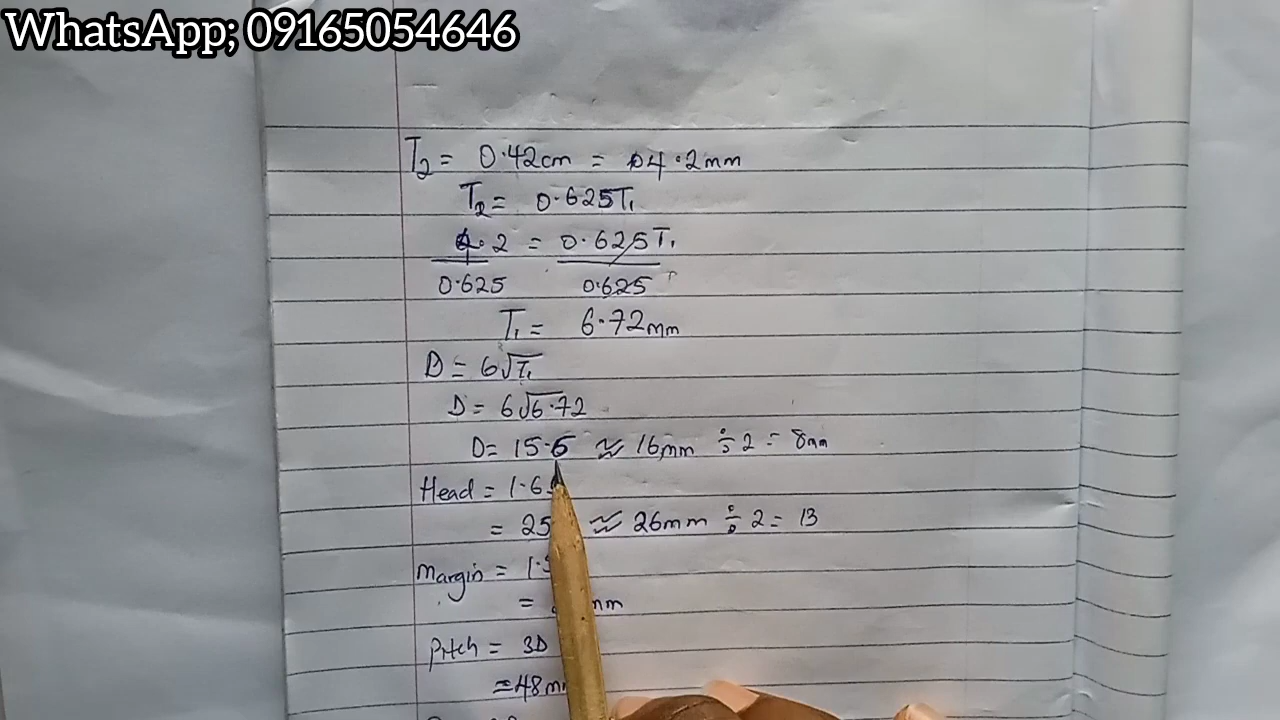 WhatsApp; 09165054646
T2 = 0.42cm = 4.2mm
T2 = 0.625T1
4.2 = 0.625T1
0.625 0.625
T1 = 6.72mm
D = 6√T1
D = 6√6.72
D = 15.5 ≈ 16mm ÷ 2 = 8mm
Head = 1.6
= 25 ≈ 26mm ÷ 2 = 13
Margin = 1.5
= mm
Pitch = 3D
= 48m